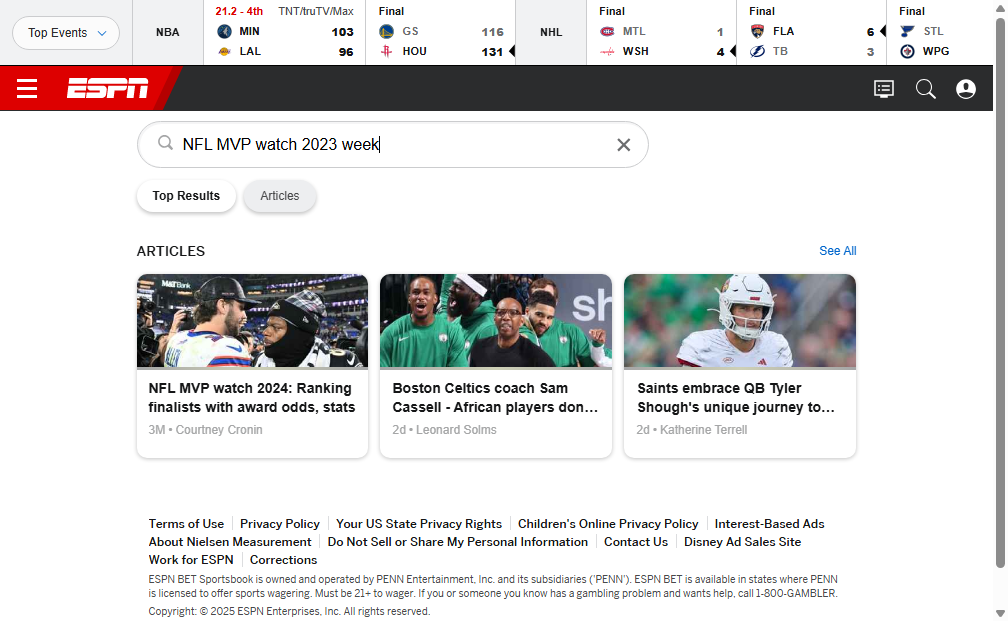 Top Events
NBA
21.2 - 4th TNT/truTV/Max
MIN 103
LAL 96
Final
GS 116
HOU 131
NHL
Final
MTL 1
WSH 4
Final
FLA 6
TB 3
Final
STL
WPG
ESPN
NFL MVP watch 2023 week
Top Results
Articles
ARTICLES
See All
M&T Bank
sh
NFL MVP watch 2024: Ranking
finalists with award odds, stats
3M • Courtney Cronin
Boston Celtics coach Sam
Cassell - African players don...
2d • Leonard Solms
Saints embrace QB Tyler
Shough's unique journey to...
2d • Katherine Terrell
Terms of Use
Privacy Policy
Your US State Privacy Rights
Children's Online Privacy Policy
Interest-Based Ads
About Nielsen Measurement
Do Not Sell or Share My Personal Information
Contact Us
Disney Ad Sales Site
Work for ESPN
Corrections
ESPN BET Sportsbook is owned and operated by PENN Entertainment, Inc. and its subsidiaries ('PENN'). ESPN BET is available in states where PENN
is licensed to offer sports wagering. Must be 21+ to wager. If you or someone you know has a gambling problem and wants help, call 1-800-GAMBLER.
Copyright: © 2025 ESPN Enterprises, Inc. All rights reserved.